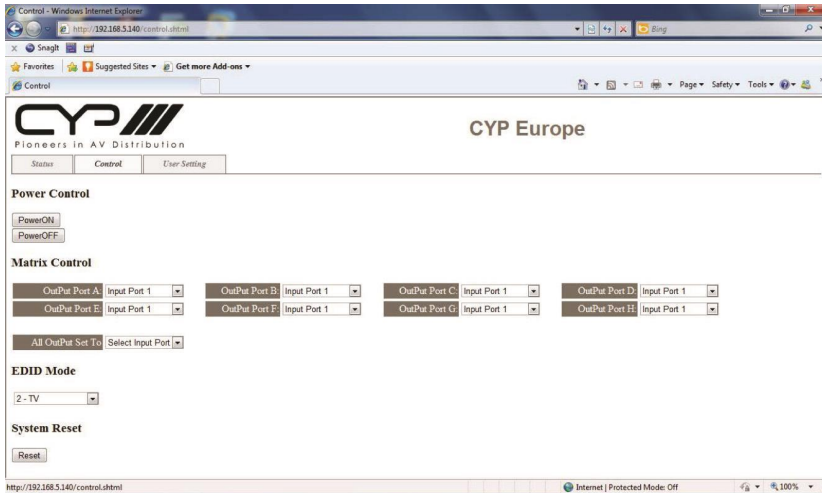 Control - Windows Internet Explorer
http://192.168.5.140/control.shtml
Bing
x SnagIt
Favorites Suggested Sites Get more Add-ons
Control
Page Safety Tools
CYP
Pioneers in AV Distribution
CYP Europe
Status Control User Setting
Power Control
PowerON
PowerOFF
Matrix Control
OutPut Port A: Input Port 1 OutPut Port B: Input Port 1 OutPut Port C: Input Port 1 OutPut Port D: Input Port 1
OutPut Port E: Input Port 1 OutPut Port F: Input Port 1 OutPut Port G: Input Port 1 OutPut Port H: Input Port 1
All OutPut Set To Select Input Port
EDID Mode
2 - TV
System Reset
Reset
http://192.168.5.140/control.shtml Internet | Protected Mode: Off 100%